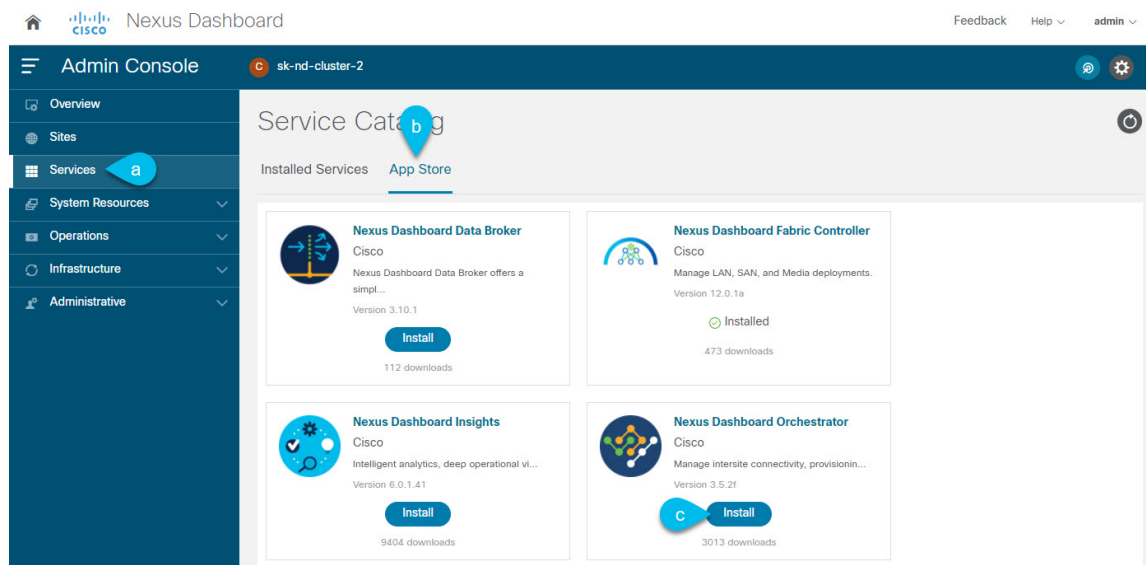 cisco Nexus Dashboard
Feedback Help admin
Admin Console
C sk-nd-cluster-2
Overview
Sites
Services
a
System Resources
Operations
Infrastructure
Administrative
Service Catalog
b
Installed Services App Store
Nexus Dashboard Data Broker
Cisco
Nexus Dashboard Data Broker offers a
simpl...
Version 3.10.1
Install
112 downloads
Nexus Dashboard Fabric Controller
Cisco
Manage LAN, SAN, and Media deployments.
Version 12.0.1a
Installed
473 downloads
Nexus Dashboard Insights
Cisco
Intelligent analytics, deep operational vi...
Version 6.0.1.41
Install
9404 downloads
Nexus Dashboard Orchestrator
Cisco
Manage intersite connectivity, provisionin...
Version 3.5.2f
c
Install
3013 downloads